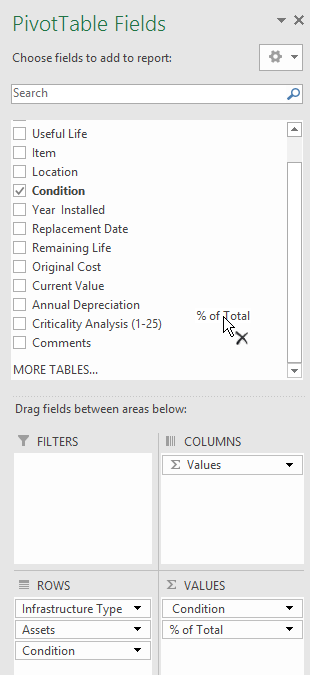 PivotTable Fields
Choose fields to add to report:
Search
Useful Life
Item
Location
Condition
Year  Installed
Replacement Date
Remaining Life
Original Cost
Current Value
Annual Depreciation
% of Total
Criticality Analysis (1-25)
Comments
MORE TABLES...
Drag fields between areas below:
FILTERS
COLUMNS
Σ Values
ROWS
Infrastructure Type
Assets
Condition
Σ VALUES
Condition
% of Total